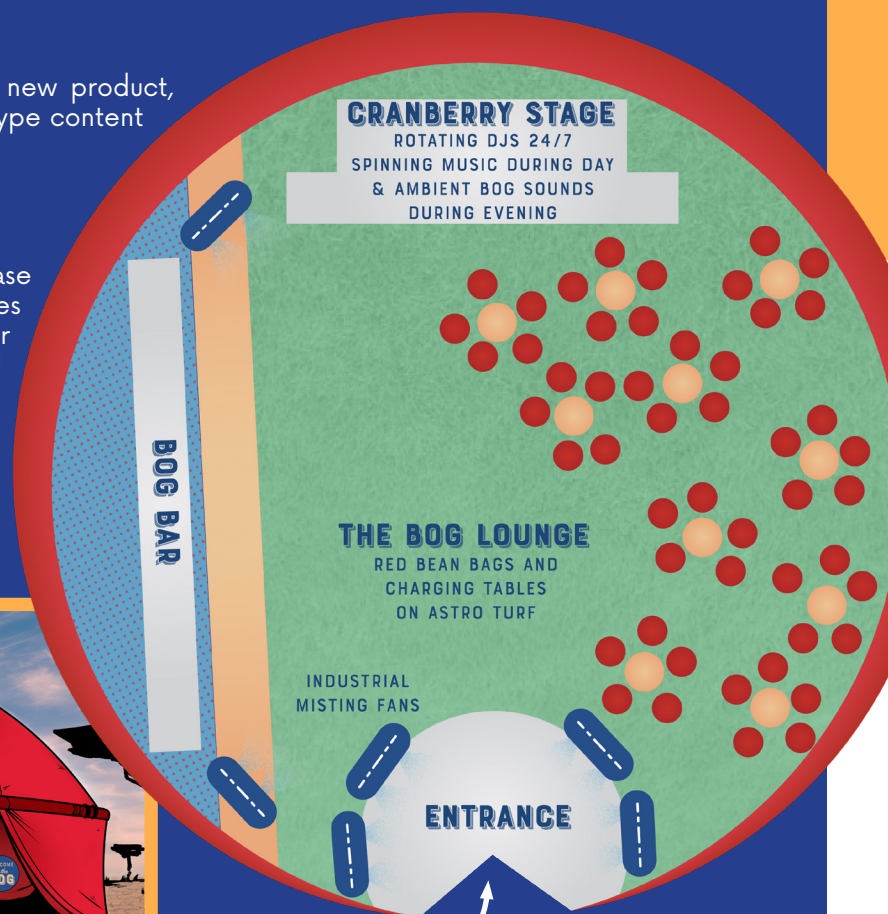 new product,
ype content
ase
es
r
CRANBERRY STAGE
ROTATING DJS 24/7
SPINNING MUSIC DURING DAY
& AMBIENT BOG SOUNDS
DURING EVENING
BOG BAR
THE BOG LOUNGE
RED BEAN BAGS AND
CHARGING TABLES
ON ASTRO TURF
INDUSTRIAL
MISTING FANS
ENTRANCE
OG